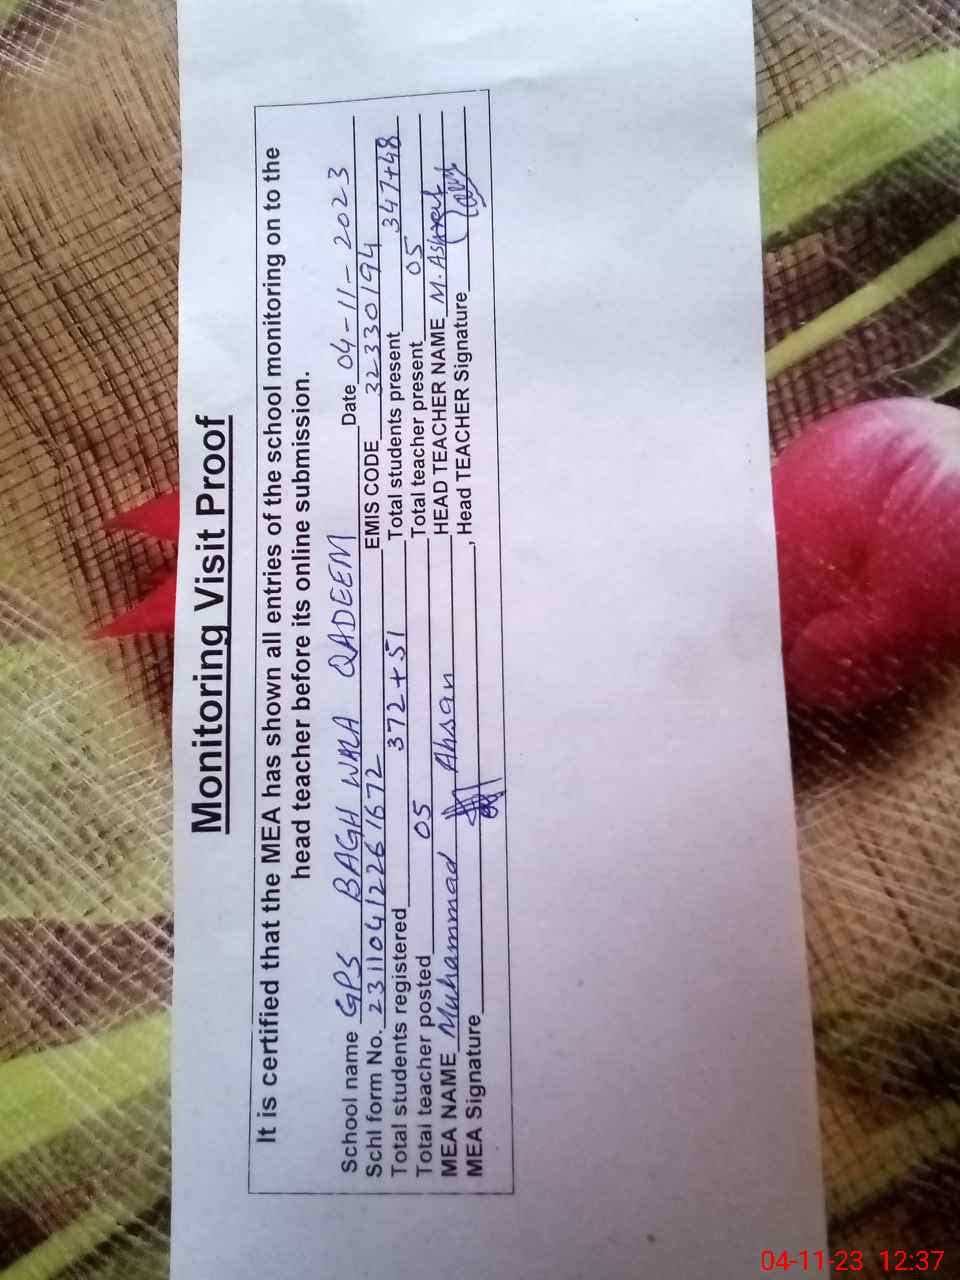 Monitoring Visit Proof
It is certified that the MEA has shown all entries of the school monitoring on to the
head teacher before its online submission.
School name GPS BAGH WALA QADEEM Date 04-11-2023
Schl form No. 2311041226 1672 EMIS CODE 32330194
Total students registered 372+51 Total students present 347+48
Total teacher posted 05 Total teacher present 05
MEA NAME Muhammad Ahsan HEAD TEACHER NAME M. Ashraf
MEA Signature , Head TEACHER Signature
04-11-23 12:37